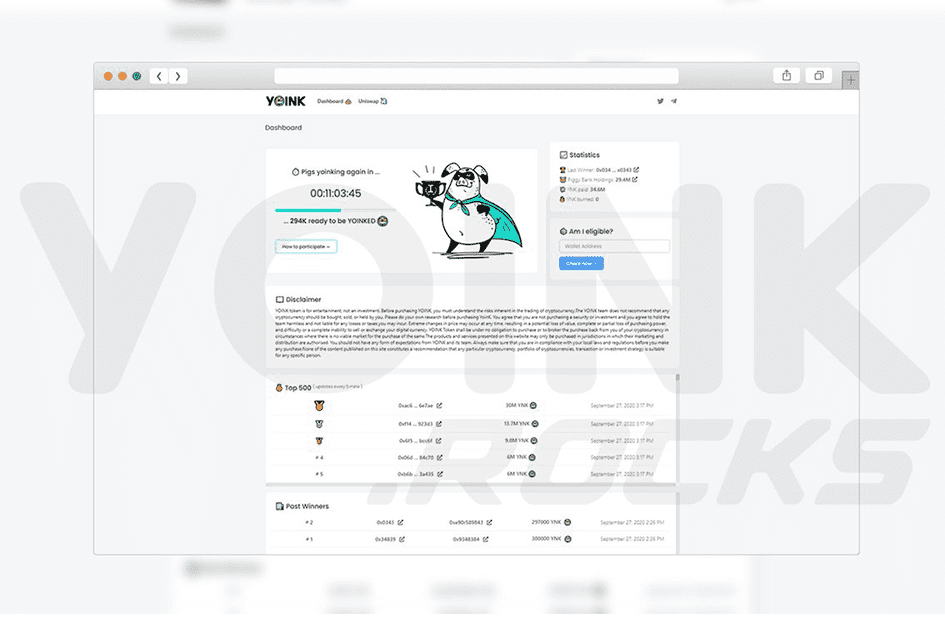 YOINK Dashboard Uniswap
Dashboard
Pigs yoinking again in ...
00:11:03:45
... 294K ready to be YOINKED
How to participate →
1
Statistics
Last Winner: 0x034 ... x0343
Piggy Bank Holdings: 29.4M
YNK paid: 34.6M
YNK burned: 0
Am I eligible?
Wallet Address
Check now
Disclaimer
YOINK token is for entertainment, not an investment. Before purchasing YOINK, you must understand the risks inherent in the trading of cryptocurrency.The YOINK team does not recommend that any
cryptocurrency should be bought, sold, or held by you. Please do your own research before purchasing YoinK. You agree that you are not purchasing a security or investment and you agree to hold the
team harmless and not liable for any losses or taxes you may incur. Extreme changes in price may occur at any time, resulting in a potential loss of value, complete or partial loss of purchasing power,
and difficulty or a complete inability to sell or exchange your digital currency. YOINK Token shall be under no obligation to purchase or to broker the purchase back from you of your cryptocurrency in
circumstances where there is no viable market for the purchase of the same.The products and services presented on this website may only be purchased in jurisdictions in which their marketing and
distribution are authorised. You should not have any form of expectations from YOINK and its team. Always make sure that you are in compliance with your local laws and regulations before you make
any purchase.None of the content published on this site constitutes a recommendation that any particular cryptocurrency, portfolio of cryptocurrencies, transaction or investment strategy is suitable
for any specific person.
Top 500 (updates every 5 mins)
0xac6 ... 6e7ae 30M YNK September 27, 2020 3:17 PM
0xf14 ... 923d3 13.7M YNK September 27, 2020 3:17 PM
0x6f5 ... bcc6f 9.0M YNK September 27, 2020 3:17 PM
# 4 0x06d ... 84c70 6M YNK September 27, 2020 3:17 PM
# 5 0xb6b ... 3a435 6M YNK September 27, 2020 3:17 PM
Past Winners
# 2 0x0343 0xe90r509843 297000 YNK September 27, 2020 2:26 PM
# 1 0x34839 0x9348384 300000 YNK September 27, 2020 2:26 PM
YOINK
ROCKS